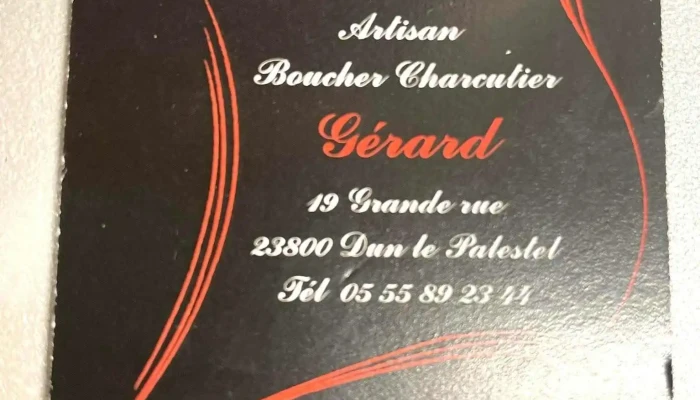 Artisan
Boucher Charcutier
Gérard
19 Grande rue
23800 Dun le Palestel
Tél 05 55 89 23 44